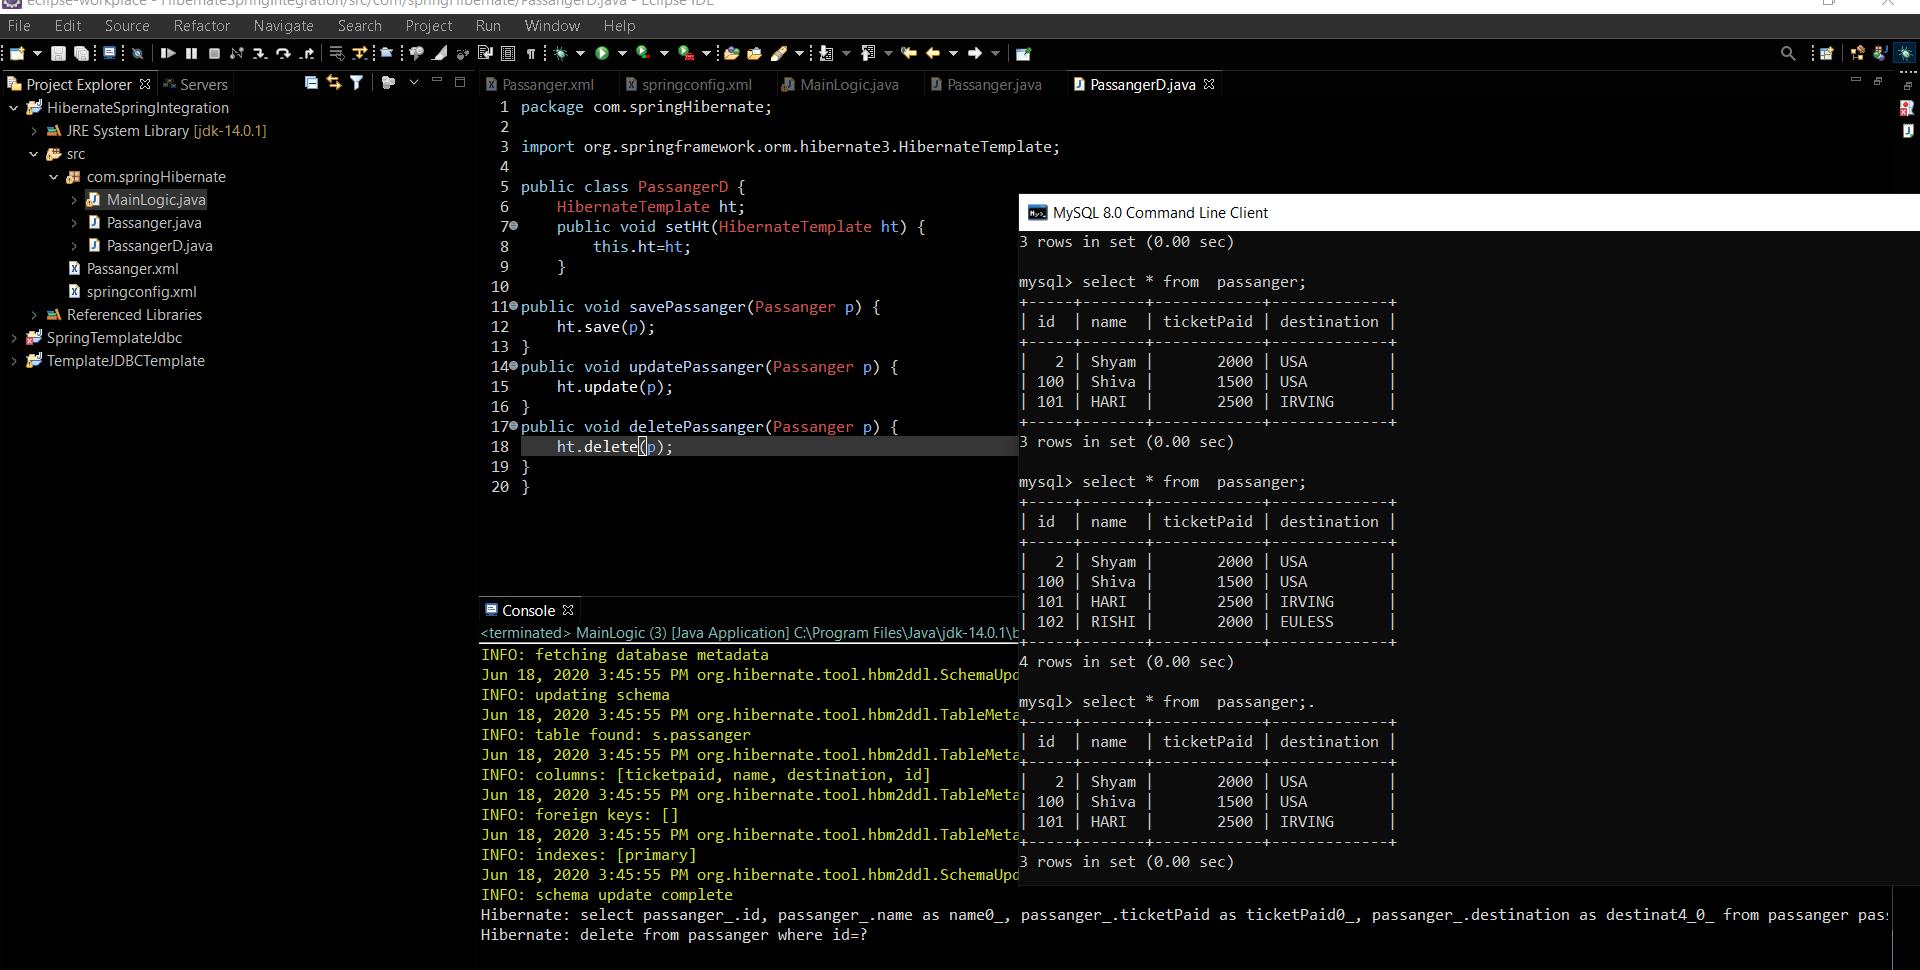 eclipse-workplace - HibernateSpringIntegration/src/com/springHibernate/PassangerD.java - Eclipse IDE
File Edit Source Refactor Navigate Search Project Run Window Help
Project Explorer Servers
HibernateSpringIntegration
JRE System Library [jdk-14.0.1]
src
com.springHibernate
MainLogic.java
Passanger.java
PassangerD.java
Passanger.xml
springconfig.xml
Referenced Libraries
SpringTemplateJdbc
TemplateJDBCTemplate
Passanger.xml springconfig.xml MainLogic.java Passanger.java PassangerD.java
1 package com.springHibernate;
2
3 import org.springframework.orm.hibernate3.HibernateTemplate;
4
5 public class PassangerD {
6 HibernateTemplate ht;
7 public void setHt(HibernateTemplate ht) {
8 this.ht=ht;
9 }
10
11 public void savePassanger(Passanger p) {
12 ht.save(p);
13 }
14 public void updatePassanger(Passanger p) {
15 ht.update(p);
16 }
17 public void deletePassanger(Passanger p) {
18 ht.delete(p);
19 }
20 }
Console
<terminated> MainLogic (3) [Java Application] C:\Program Files\Java\jdk-14.0.1\b
INFO: fetching database metadata
Jun 18, 2020 3:45:55 PM org.hibernate.tool.hbm2ddl.SchemaUpd
INFO: updating schema
Jun 18, 2020 3:45:55 PM org.hibernate.tool.hbm2ddl.TableMeta
INFO: table found: s.passanger
Jun 18, 2020 3:45:55 PM org.hibernate.tool.hbm2ddl.TableMeta
INFO: columns: [ticketpaid, name, destination, id]
Jun 18, 2020 3:45:55 PM org.hibernate.tool.hbm2ddl.TableMeta
INFO: foreign keys: []
Jun 18, 2020 3:45:55 PM org.hibernate.tool.hbm2ddl.TableMeta
INFO: indexes: [primary]
Jun 18, 2020 3:45:55 PM org.hibernate.tool.hbm2ddl.SchemaUpd
INFO: schema update complete
Hibernate: select passanger_.id, passanger_.name as name0_, passanger_.ticketPaid as ticketPaid0_, passanger_.destination as destinat4_0_ from passanger pas
Hibernate: delete from passanger where id=?
MySQL 8.0 Command Line Client
3 rows in set (0.00 sec)
mysql> select * from  passanger;
+-----+-------+------------+-------------+
| id  | name  | ticketPaid | destination |
+-----+-------+------------+-------------+
|   2 | Shyam |       2000 | USA         |
| 100 | Shiva |       1500 | USA         |
| 101 | HARI  |       2500 | IRVING      |
+-----+-------+------------+-------------+
3 rows in set (0.00 sec)
mysql> select * from  passanger;
+-----+-------+------------+-------------+
| id  | name  | ticketPaid | destination |
+-----+-------+------------+-------------+
|   2 | Shyam |       2000 | USA         |
| 100 | Shiva |       1500 | USA         |
| 101 | HARI  |       2500 | IRVING      |
| 102 | RISHI |       2000 | EULESS      |
+-----+-------+------------+-------------+
4 rows in set (0.00 sec)
mysql> select * from  passanger;.
+-----+-------+------------+-------------+
| id  | name  | ticketPaid | destination |
+-----+-------+------------+-------------+
|   2 | Shyam |       2000 | USA         |
| 100 | Shiva |       1500 | USA         |
| 101 | HARI  |       2500 | IRVING      |
+-----+-------+------------+-------------+
3 rows in set (0.00 sec)